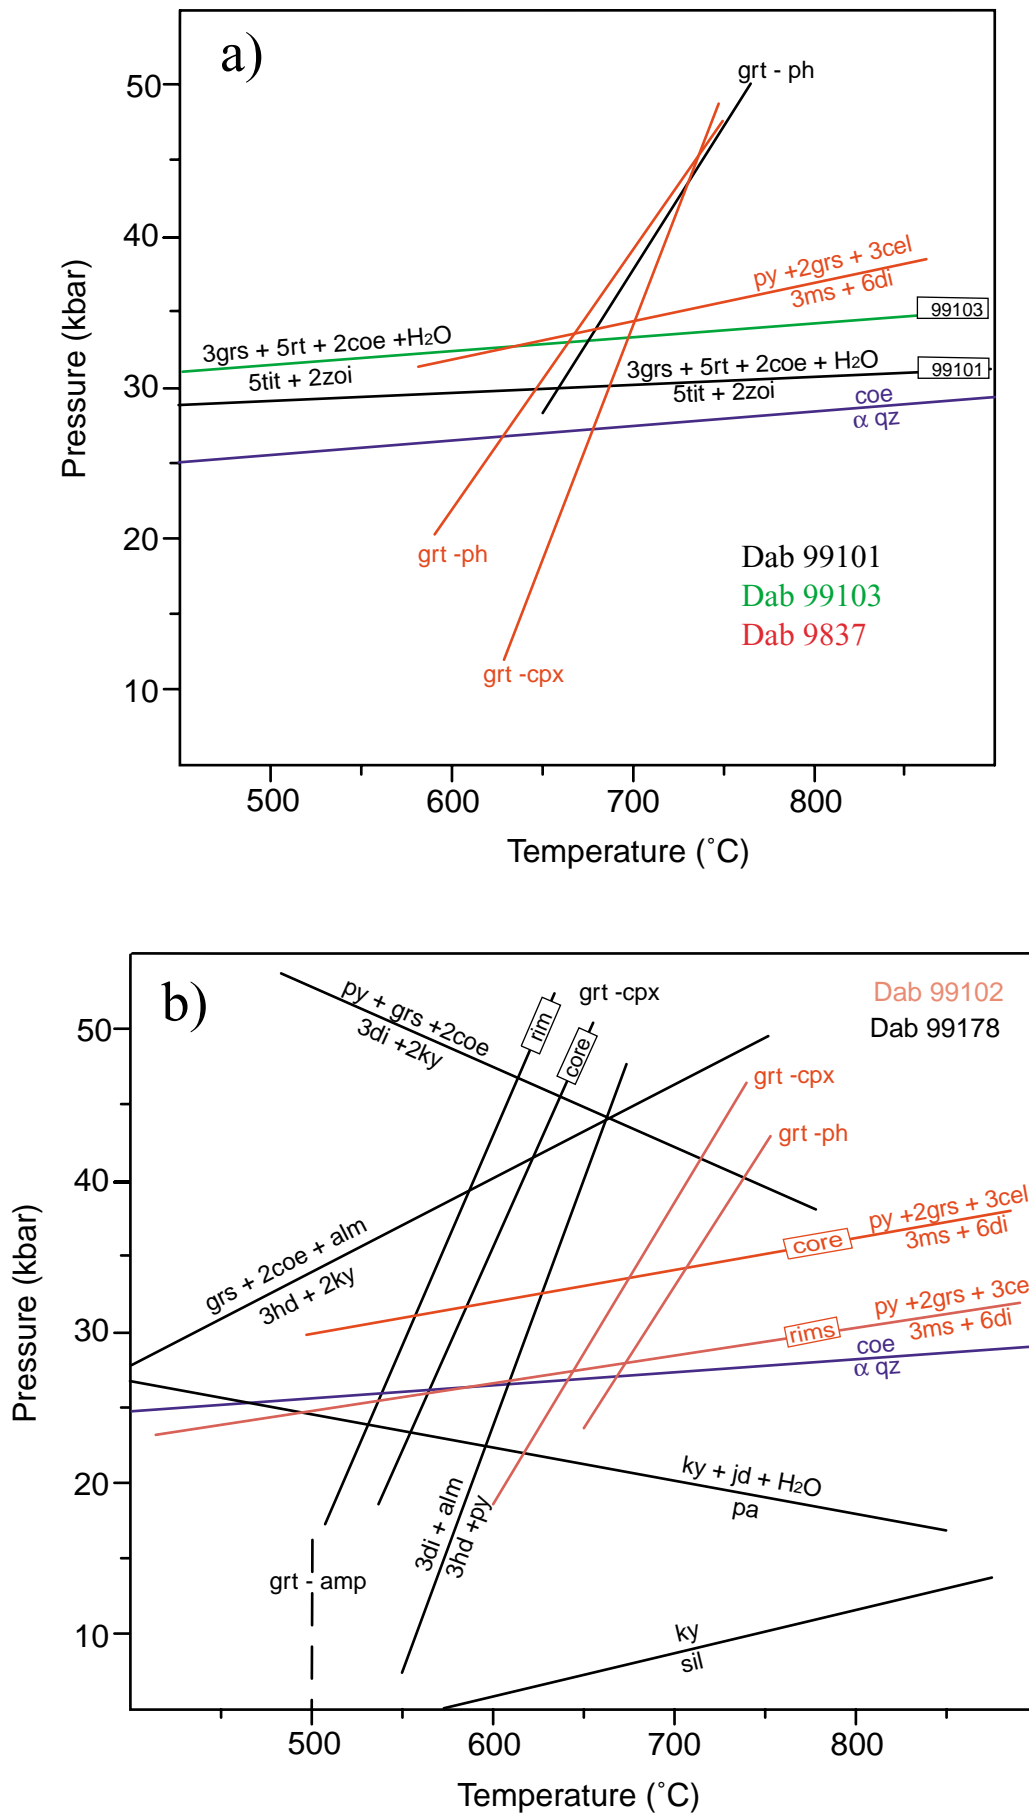 a)
grt - ph
50
40
py +2grs + 3cel
3ms + 6di
99103
3grs + 5rt + 2coe +H2O
5tit + 2zoi
3grs + 5rt + 2coe + H2O
5tit + 2zoi
99101
30
coe
α qz
20
grt -ph
Dab 99101
Dab 99103
Dab 9837
grt -cpx
10
Pressure (kbar)
500
600
700
800
Temperature (˚C)
b)
grt -cpx
Dab 99102
Dab 99178
py + grs +2coe
3di +2ky
rim
core
50
grt -cpx
grt -ph
40
grs + 2coe + alm
3hd + 2ky
py +2grs + 3cel
3ms + 6di
core
py +2grs + 3ce
3ms + 6di
rims
30
coe
α qz
20
ky + jd + H2O
pa
3di + alm
3hd +py
grt - amp
10
ky
sil
Pressure (kbar)
500
600
700
800
Temperature (˚C)